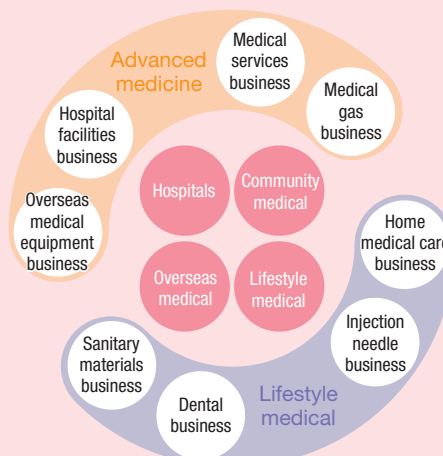 Advanced
medicine
Medical
services
business
Medical
gas
business
Hospital
facilities
business
Overseas
medical
equipment
business
Hospitals
Community
medical
Overseas
medical
Lifestyle
medical
Home
medical care
business
Injection
needle
business
Sanitary
materials
business
Dental
business
Lifestyle
medical